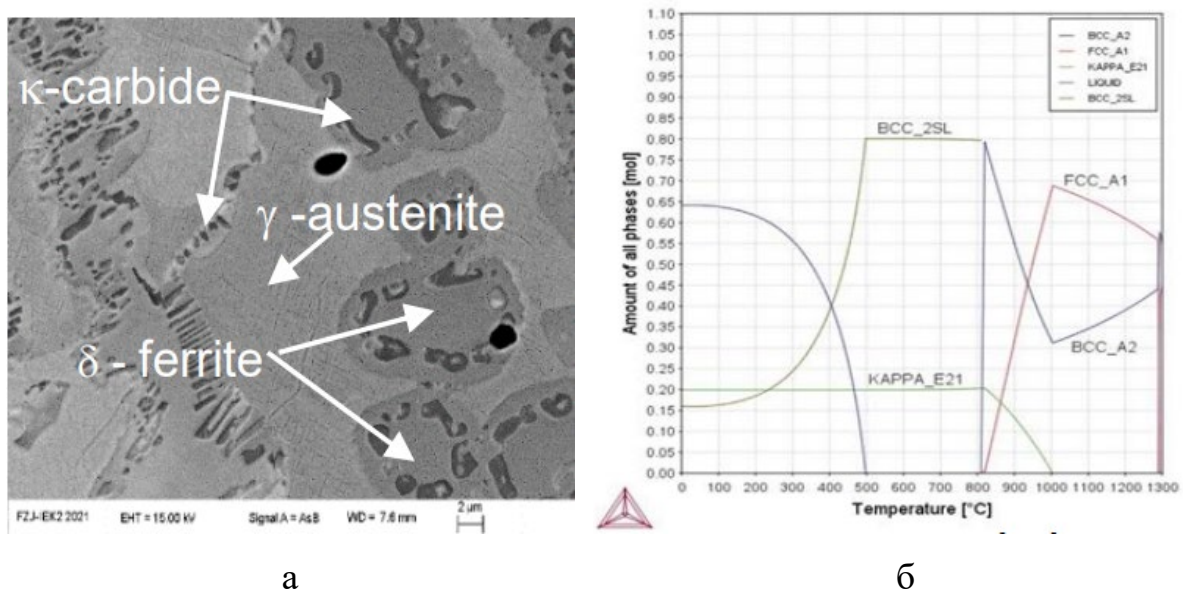 κ-carbide
γ -austenite
δ - ferrite
FZJ-IEK2 2021 EHT = 15.00 kV Signal A = AsB WD = 7.6 mm 2 µm
а
1.10
1.05
1.00
0.95
0.90
0.85
0.80
0.75
0.70
0.65
0.60
0.55
0.50
0.45
0.40
0.35
0.30
0.25
0.20
0.15
0.10
0.05
0.00
Amount of all phases [mol]
BCC_A2
FCC_A1
KAPPA_E21
LIQUID
BCC_2SL
BCC_2SL
FCC_A1
KAPPA_E21
BCC_A2
0 100 200 300 400 500 600 700 800 900 1000 1100 1200 1300
Temperature [°C]
б